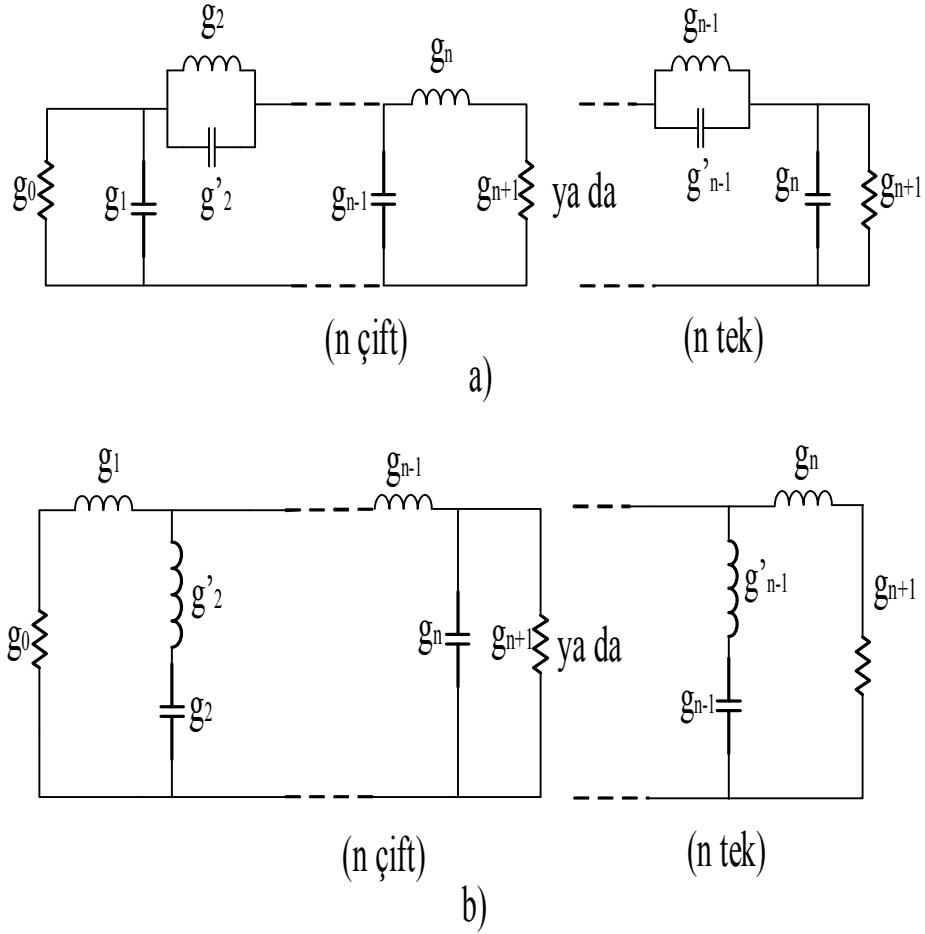 g2
gn
gn-1
g0
g1
g'2
gn-1
gn+1
ya da
g'n-1
gn
gn+1
(n çift)
(n tek)
a)
g1
gn-1
gn
g'2
g'n-1
gn+1
g0
gn
gn+1
ya da
g2
gn-1
(n çift)
(n tek)
b)